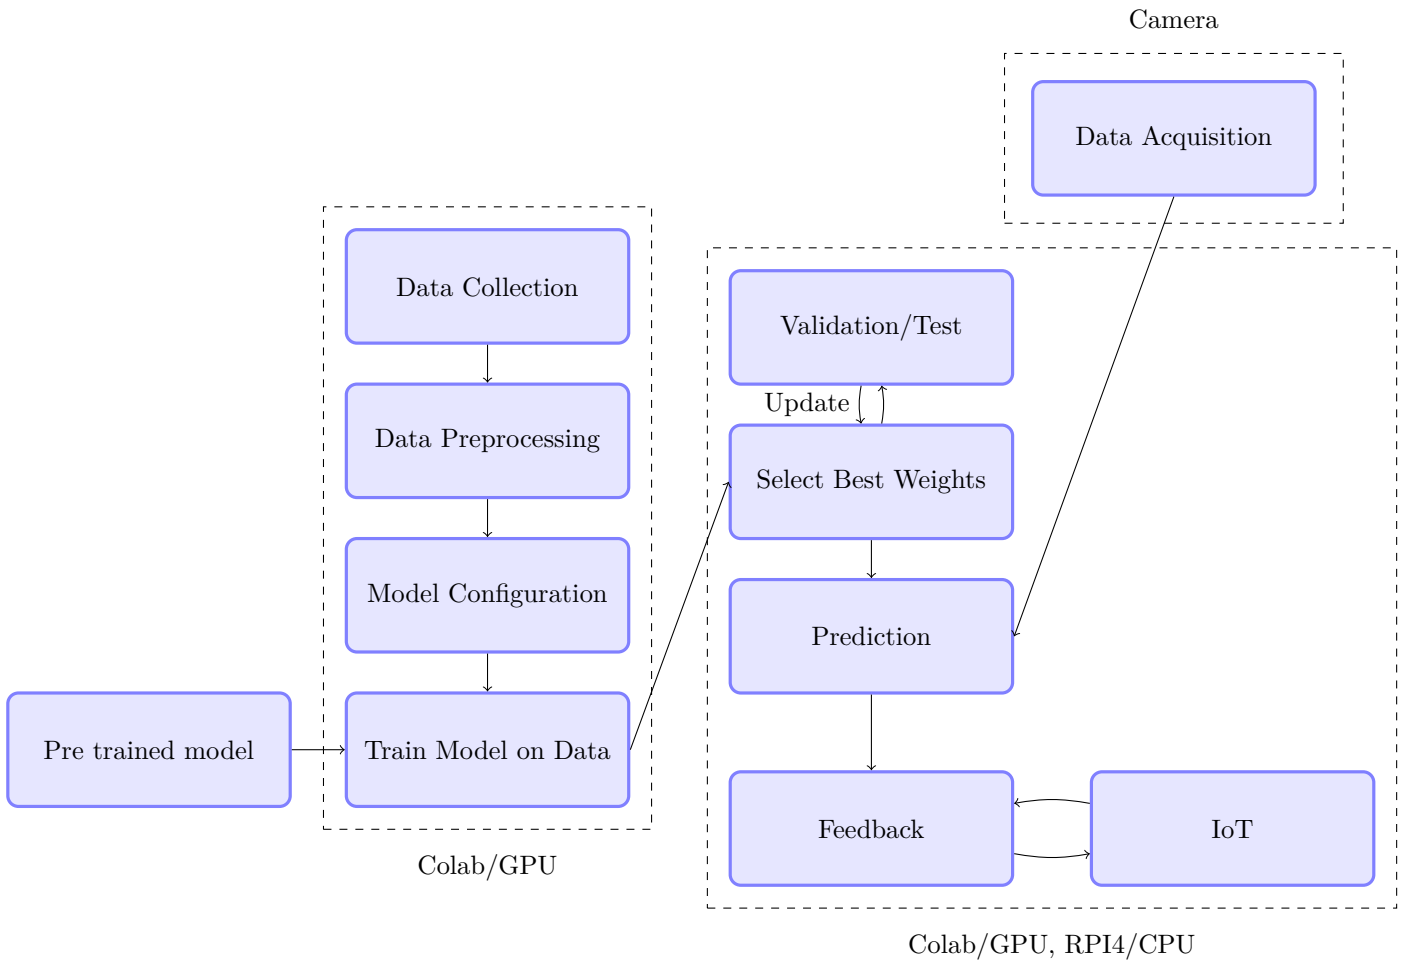 Camera
Data Acquisition
Data Collection
Data Preprocessing
Model Configuration
Pre trained model
Train Model on Data
Colab/GPU
Validation/Test
Update
Select Best Weights
Prediction
Feedback
IoT
Colab/GPU, RPI4/CPU